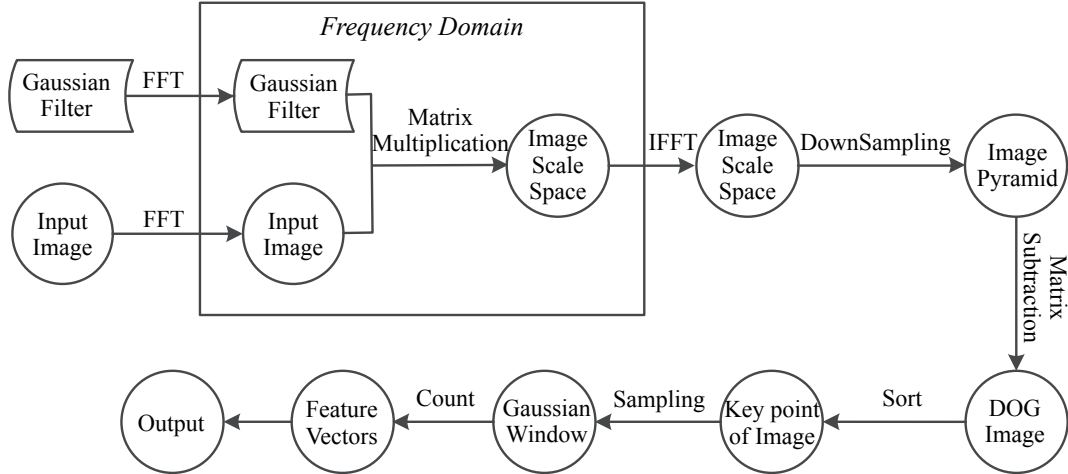 Frequency Domain
Gaussian
Filter
FFT
Gaussian
Filter
Matrix
Multiplication
Image
Scale
Space
IFFT
Image
Scale
Space
DownSampling
Image
Pyramid
Input
Image
FFT
Input
Image
Matrix
Subtraction
DOG
Image
Sort
Key point
of Image
Sampling
Gaussian
Window
Count
Feature
Vectors
Output